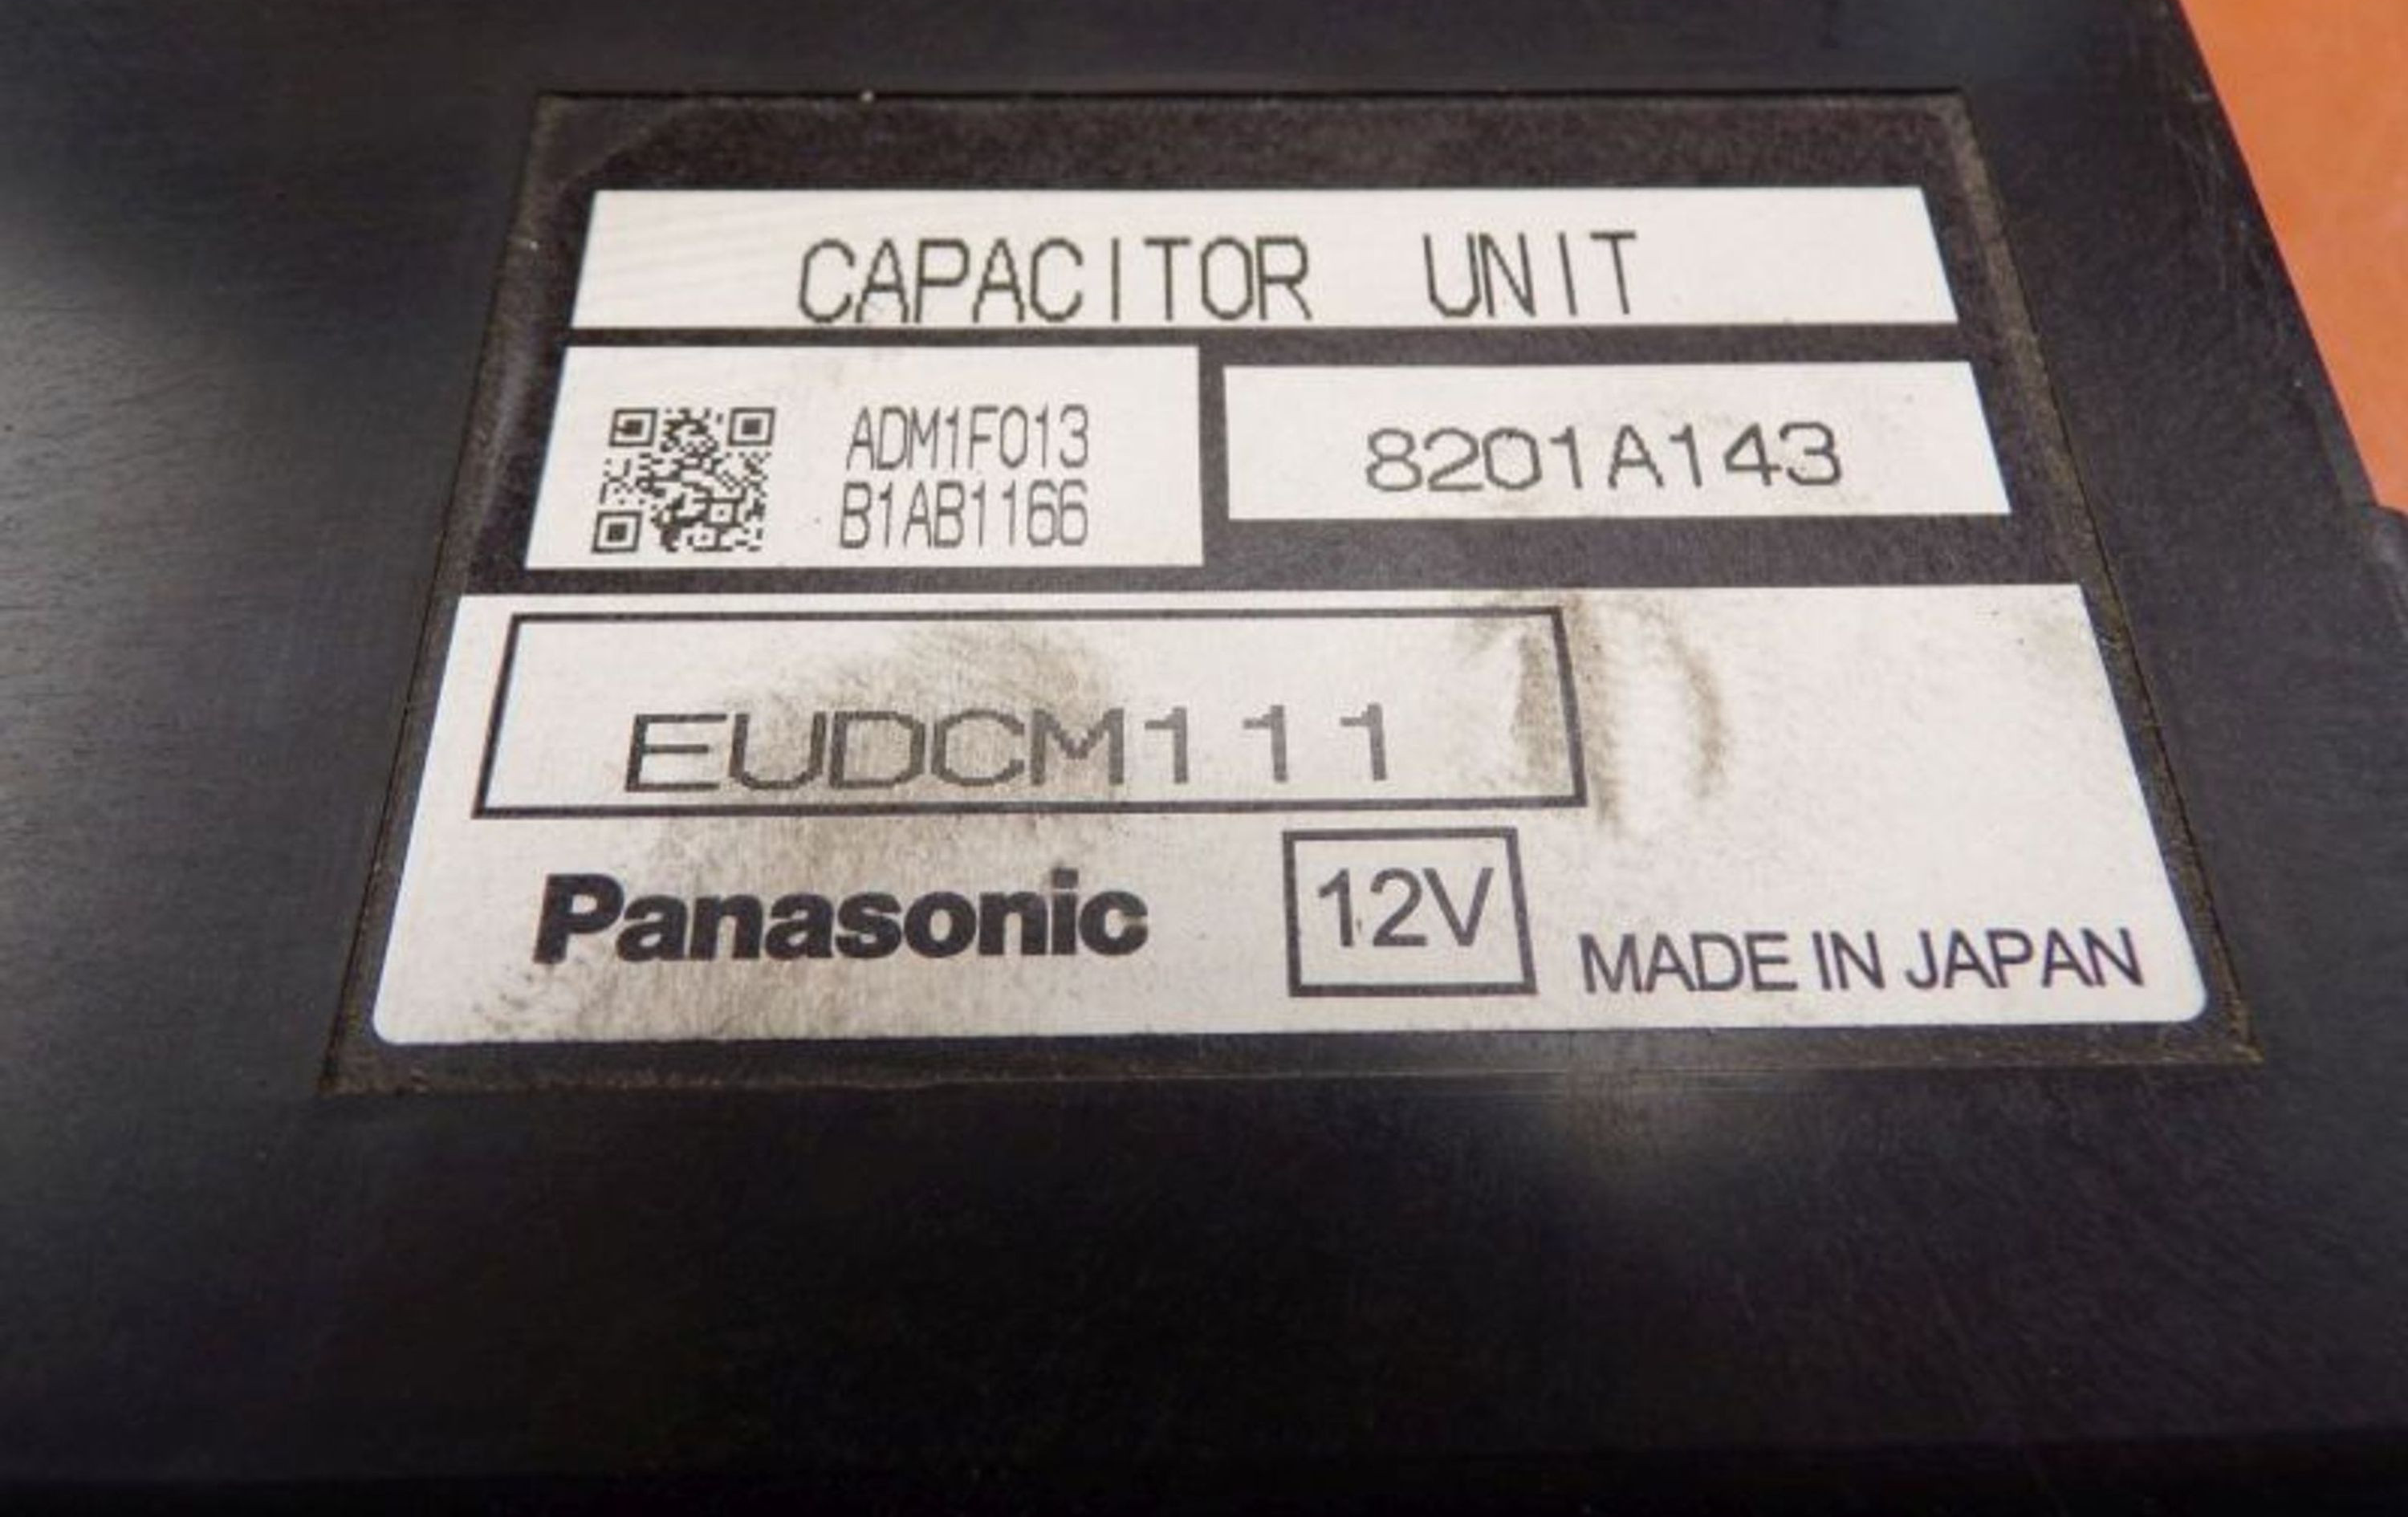 CAPACITOR UNIT
ADM1F013
B1AB1166
8201A143
EUDCM111
Panasonic
12V
MADE IN JAPAN